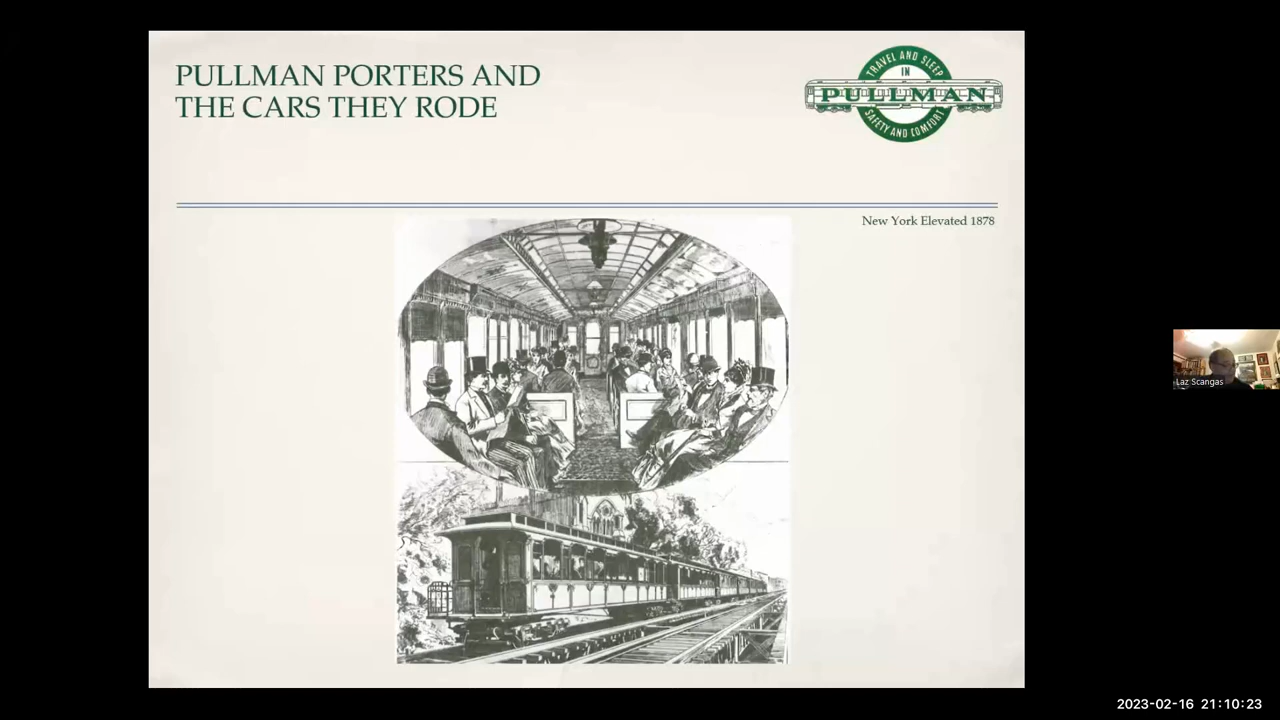 PULLMAN PORTERS AND
THE CARS THEY RODE
TRAVEL AND SLEEP
IN
PULLMAN
SAFETY AND COMFORT
New York Elevated 1878
Laz Scangas
2023-02-16 21:10:23